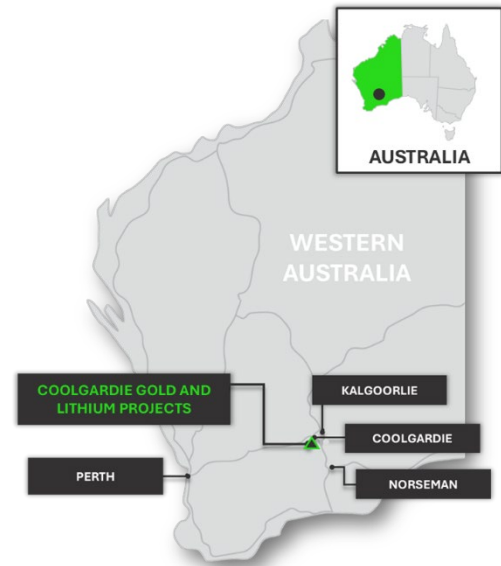 AUSTRALIA
WESTERN
AUSTRALIA
COOLGARDIE GOLD AND
LITHIUM PROJECTS
KALGOORLIE
COOLGARDIE
PERTH
NORSEMAN